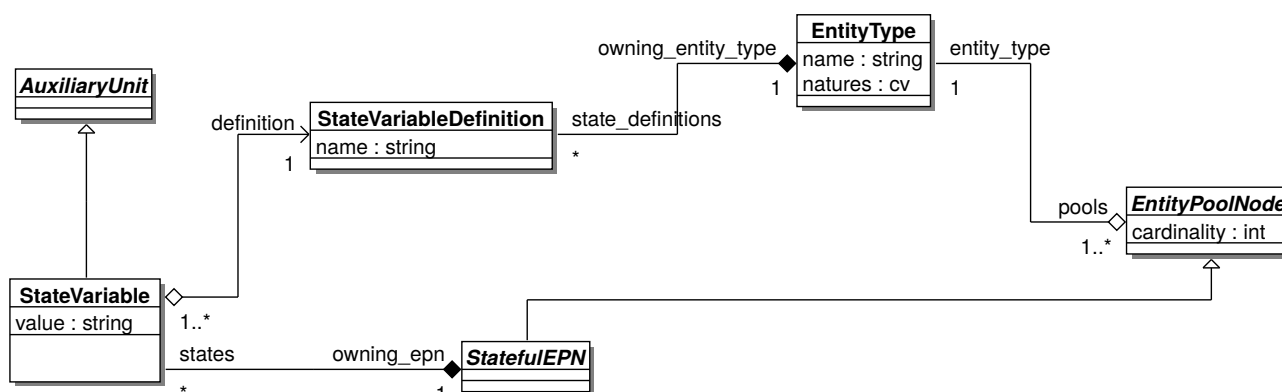 EntityType
name : string
natures : cv
owning_entity_type
1
entity_type
1
AuxiliaryUnit
StateVariableDefinition
name : string
definition
1
state_definitions
*
EntityPoolNode
cardinality : int
pools
1..*
StateVariable
value : string
1..*
states
*
owning_epn
1
StatefulEPN